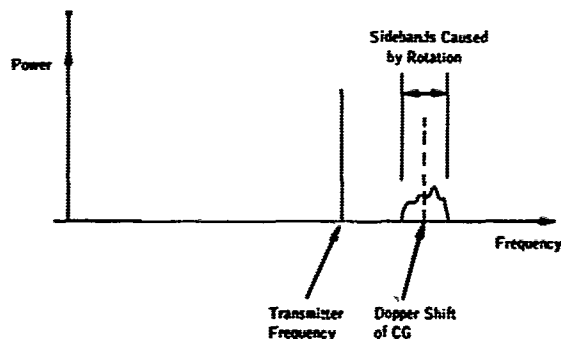 Sidebands Caused
by Rotation
Power
Frequency
Transmitter
Frequency
Dopper Shift
of CG